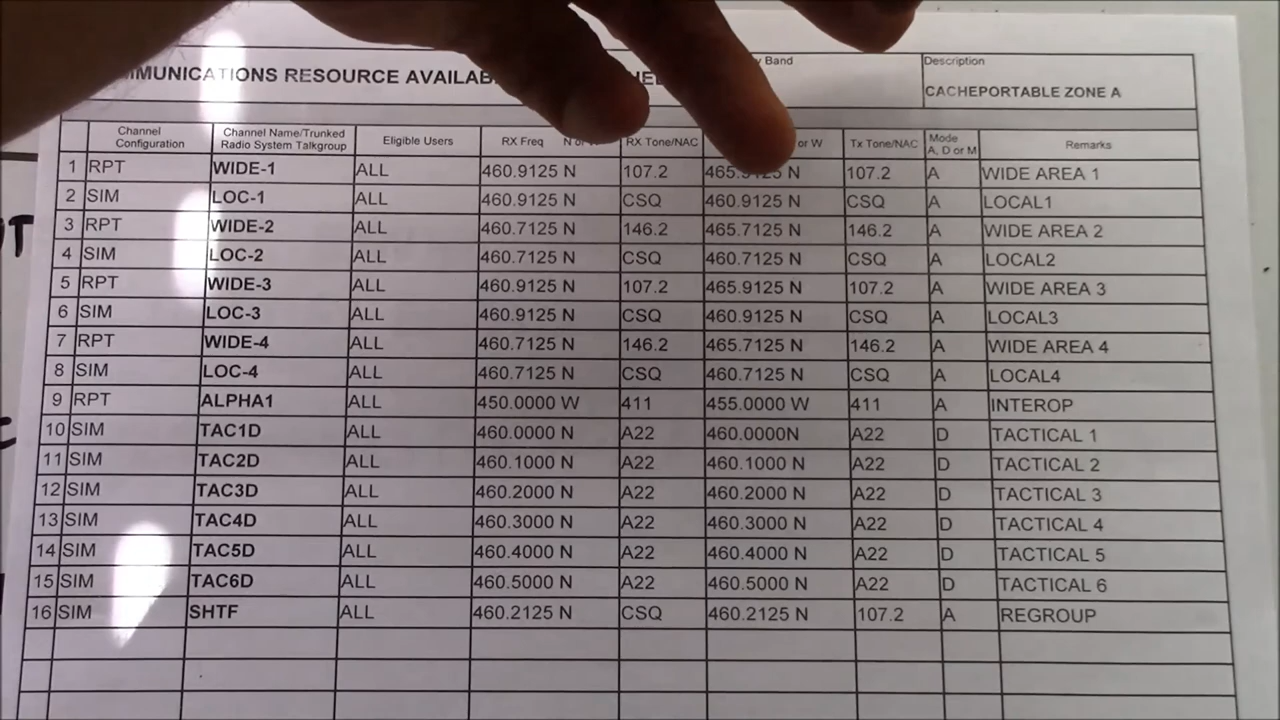 MMUNICATIONS RESOURCE AVAILAB
y Band
Description
CACHEPORTABLE ZONE A
Channel Configuration
Channel Name/Trunked Radio System Talkgroup
Eligible Users
RX Freq N or
RX Tone/NAC
or W
Tx Tone/NAC
Mode A, D or M
Remarks
1 RPT WIDE-1 ALL 460.9125 N 107.2 N 107.2 A WIDE AREA 1
2 SIM LOC-1 ALL 460.9125 N CSQ 460.9125 N CSQ A LOCAL1
3 RPT WIDE-2 ALL 460.7125 N 146.2 465.7125 N 146.2 A WIDE AREA 2
4 SIM LOC-2 ALL 460.7125 N CSQ 460.7125 N CSQ A LOCAL2
5 RPT WIDE-3 ALL 460.9125 N 107.2 465.9125 N 107.2 A WIDE AREA 3
6 SIM LOC-3 ALL 460.9125 N CSQ 460.9125 N CSQ A LOCAL3
7 RPT WIDE-4 ALL 460.7125 N 146.2 465.7125 N 146.2 A WIDE AREA 4
8 SIM LOC-4 ALL 460.7125 N CSQ 460.7125 N CSQ A LOCAL4
9 RPT ALPHA1 ALL 450.0000 W 411 455.0000 W 411 A INTEROP
10 SIM TAC1D ALL 460.0000 N A22 460.0000N A22 D TACTICAL 1
11 SIM TAC2D ALL 460.1000 N A22 460.1000 N A22 D TACTICAL 2
12 SIM TAC3D ALL 460.2000 N A22 460.2000 N A22 D TACTICAL 3
13 SIM TAC4D ALL 460.3000 N A22 460.3000 N A22 D TACTICAL 4
14 SIM TAC5D ALL 460.4000 N A22 460.4000 N A22 D TACTICAL 5
15 SIM TAC6D ALL 460.5000 N A22 460.5000 N A22 D TACTICAL 6
16 SIM SHTF ALL 460.2125 N CSQ 460.2125 N 107.2 A REGROUP